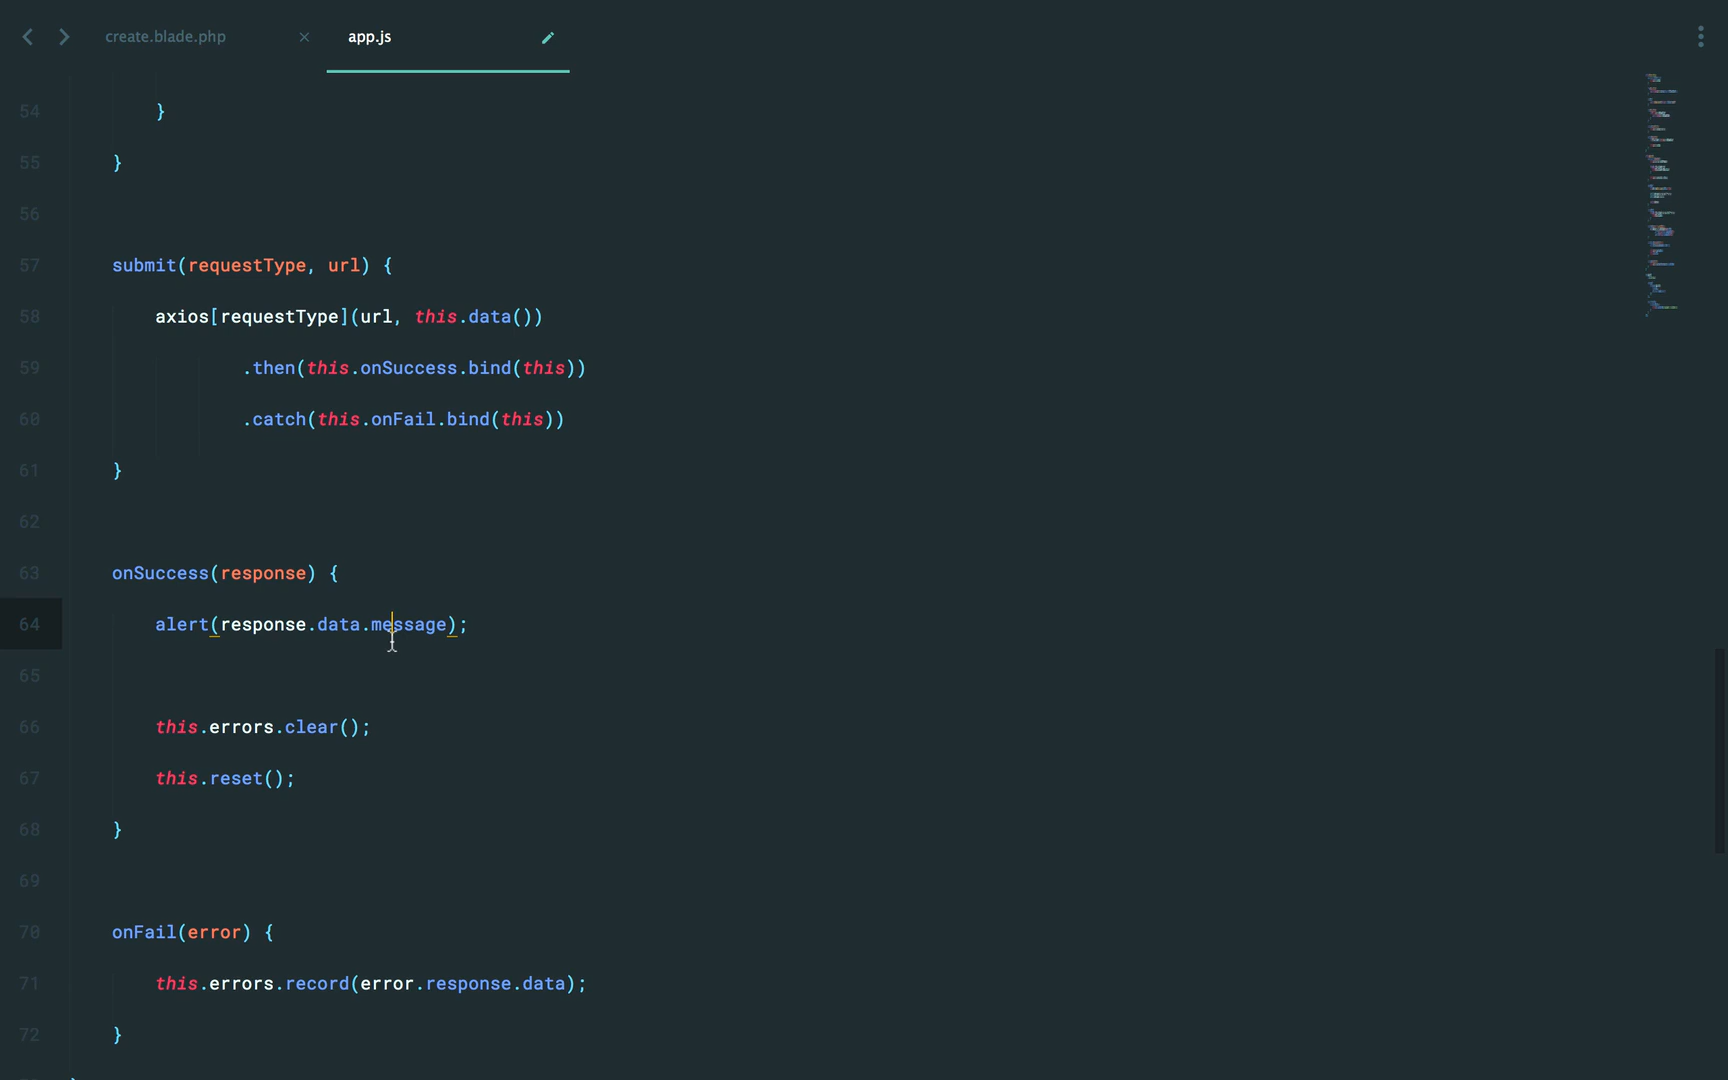 create.blade.php × app.js
54 }
55 }
56
57 submit(requestType, url) {
58 axios[requestType](url, this.data())
59 .then(this.onSuccess.bind(this))
60 .catch(this.onFail.bind(this))
61 }
62
63 onSuccess(response) {
64 alert(response.data.message);
65
66 this.errors.clear();
67 this.reset();
68 }
69
70 onFail(error) {
71 this.errors.record(error.response.data);
72 }